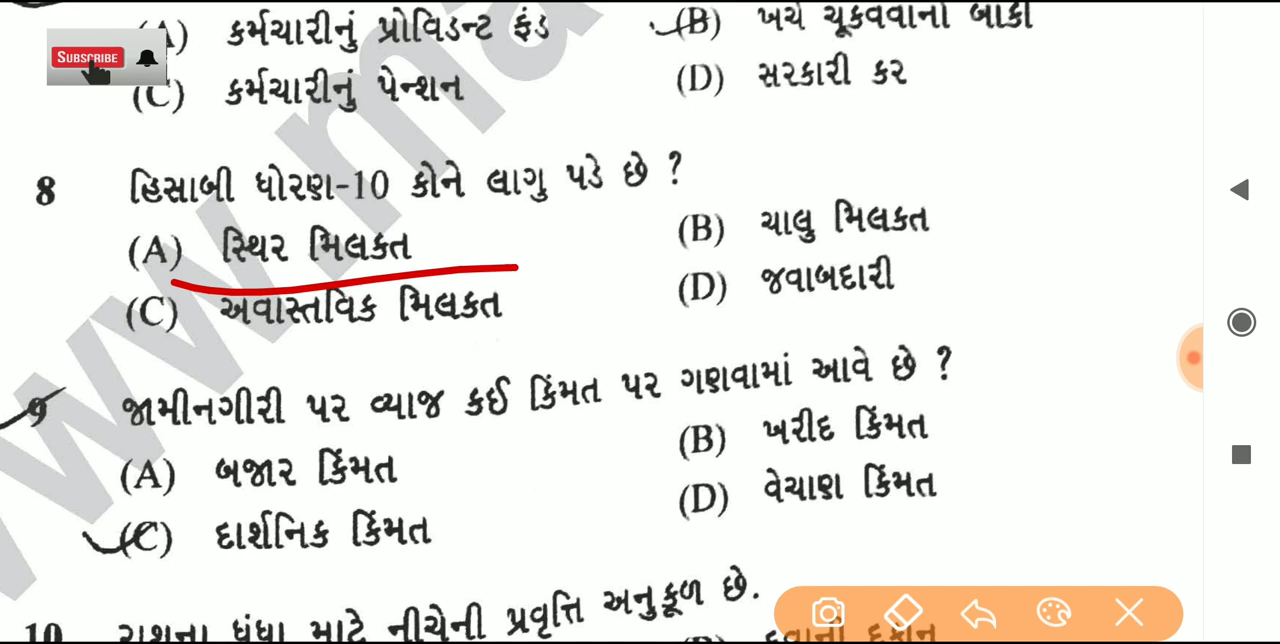 (A) કર્મચારીનું પ્રોવિડન્ટ ફંડ (B) ખર્ચ ચૂકવવાનો બાકી
SUBSCRIBE
(C) કર્મચારીનું પેન્શન (D) સરકારી કર
8 હિસાબી ધોરણ-10 કોને લાગુ પડે છે ?
(A) સ્થિર મિલકત (B) ચાલુ મિલકત
(C) અવાસ્તવિક મિલકત (D) જવાબદારી
9 જામીનગીરી પર વ્યાજ કઈ કિંમત પર ગણવામાં આવે છે ?
(A) બજાર કિંમત (B) ખરીદ કિંમત
(C) દાર્શનિક કિંમત (D) વેચાણ કિંમત
10 ધંધા માટે નીચેની પ્રવૃત્તિ અનુકૂળ છે.
www.ma